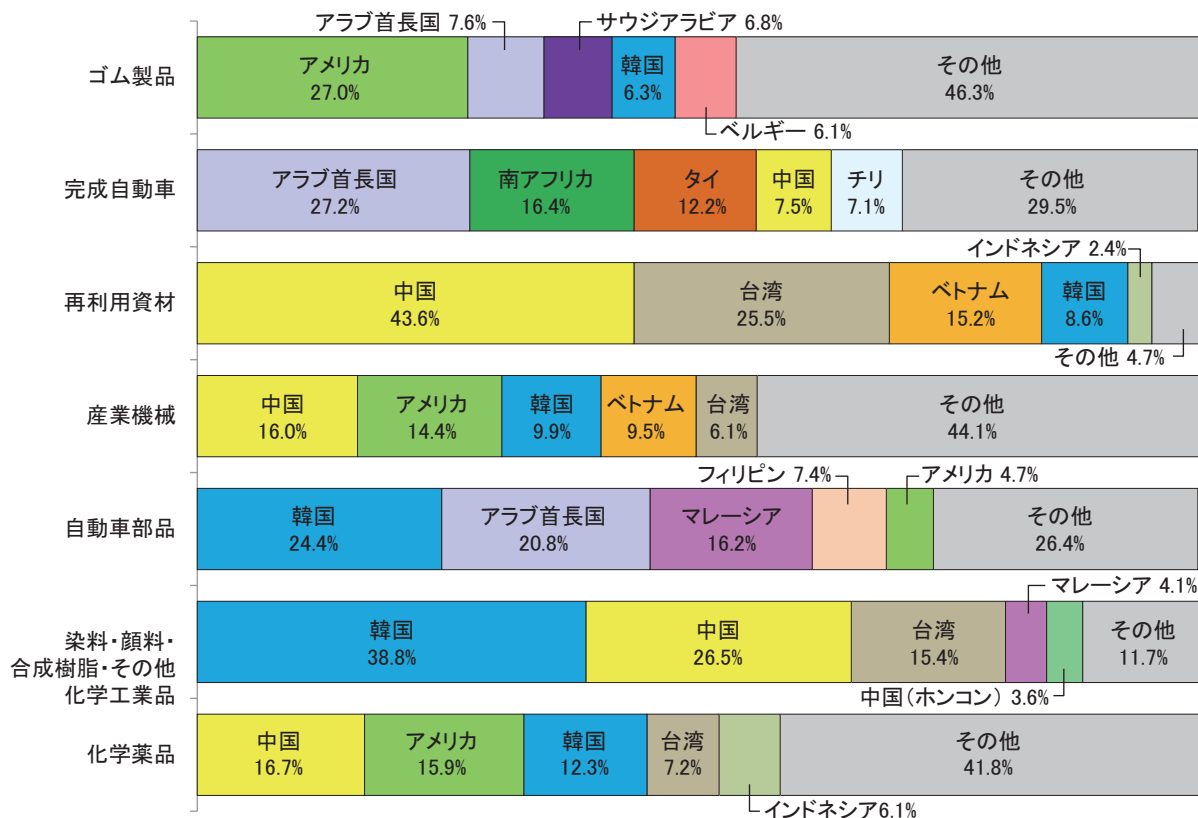 アラブ首長国 7.6%
サウジアラビア 6.8%
ゴム製品
アメリカ
27.0%
韓国
6.3%
その他
46.3%
ベルギー 6.1%
完成自動車
アラブ首長国
27.2%
南アフリカ
16.4%
タイ
12.2%
中国
7.5%
チリ
7.1%
その他
29.5%
インドネシア 2.4%
再利用資材
中国
43.6%
台湾
25.5%
ベトナム
15.2%
韓国
8.6%
その他 4.7%
産業機械
中国
16.0%
アメリカ
14.4%
韓国
9.9%
ベトナム
9.5%
台湾
6.1%
その他
44.1%
フィリピン 7.4%
アメリカ 4.7%
自動車部品
韓国
24.4%
アラブ首長国
20.8%
マレーシア
16.2%
その他
26.4%
マレーシア 4.1%
染料・顔料・
合成樹脂・その他
化学工業品
韓国
38.8%
中国
26.5%
台湾
15.4%
その他
11.7%
中国(ホンコン) 3.6%
化学薬品
中国
16.7%
アメリカ
15.9%
韓国
12.3%
台湾
7.2%
その他
41.8%
インドネシア6.1%